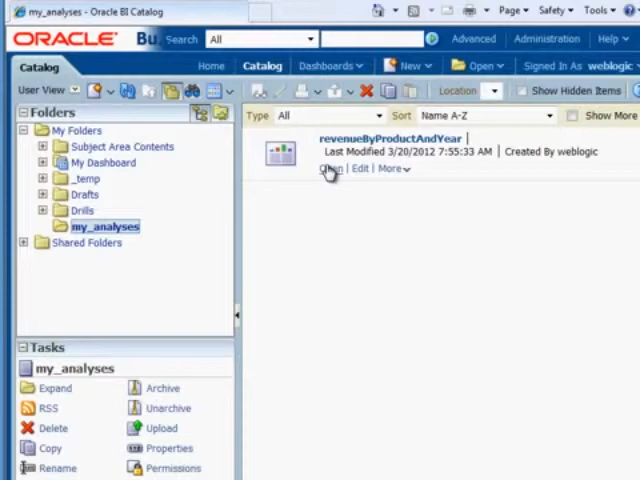 my_analyses - Oracle BI Catalog
Page
Safety
Tools
ORACLE Bu
Search All
Advanced
Administration
Help
Catalog
Home
Catalog
Dashboards
New
Open
Signed In As weblogic
User View
Location
Show Hidden Items
Folders
Type All
Sort Name A-Z
Show More
My Folders
Subject Area Contents
My Dashboard
_temp
Drafts
Drills
my_analyses
Shared Folders
revenueByProductAndYear |
Last Modified 3/20/2012 7:55:33 AM | Created By weblogic
| Edit | More
Tasks
my_analyses
Expand
Archive
RSS
Unarchive
Delete
Upload
Copy
Properties
Rename
Permissions